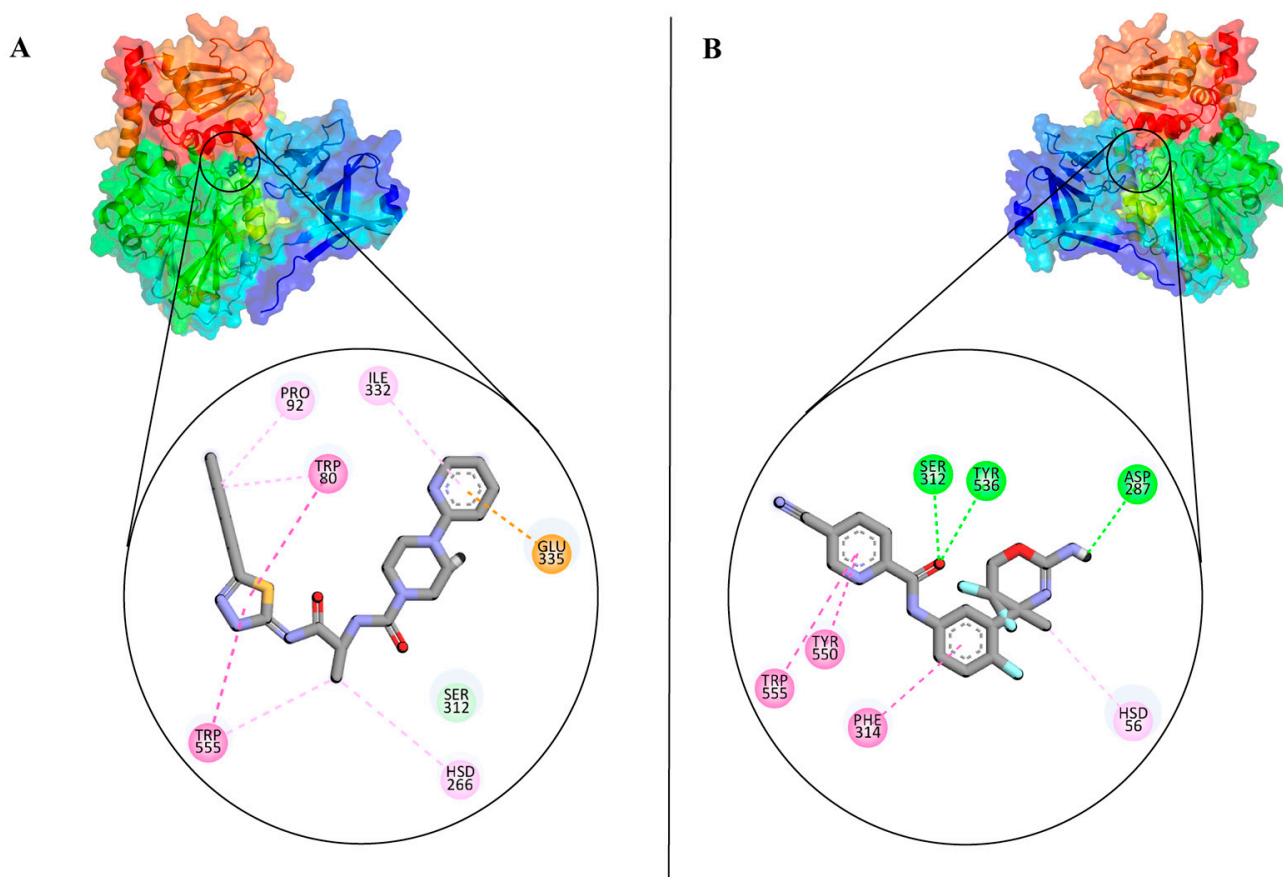 A
B
PRO
92
ILE
332
TRP
80
GLU
335
SER
312
TRP
555
HSD
266
SER
312
TYR
536
ASP
287
TYR
550
TRP
555
PHE
314
HSD
56